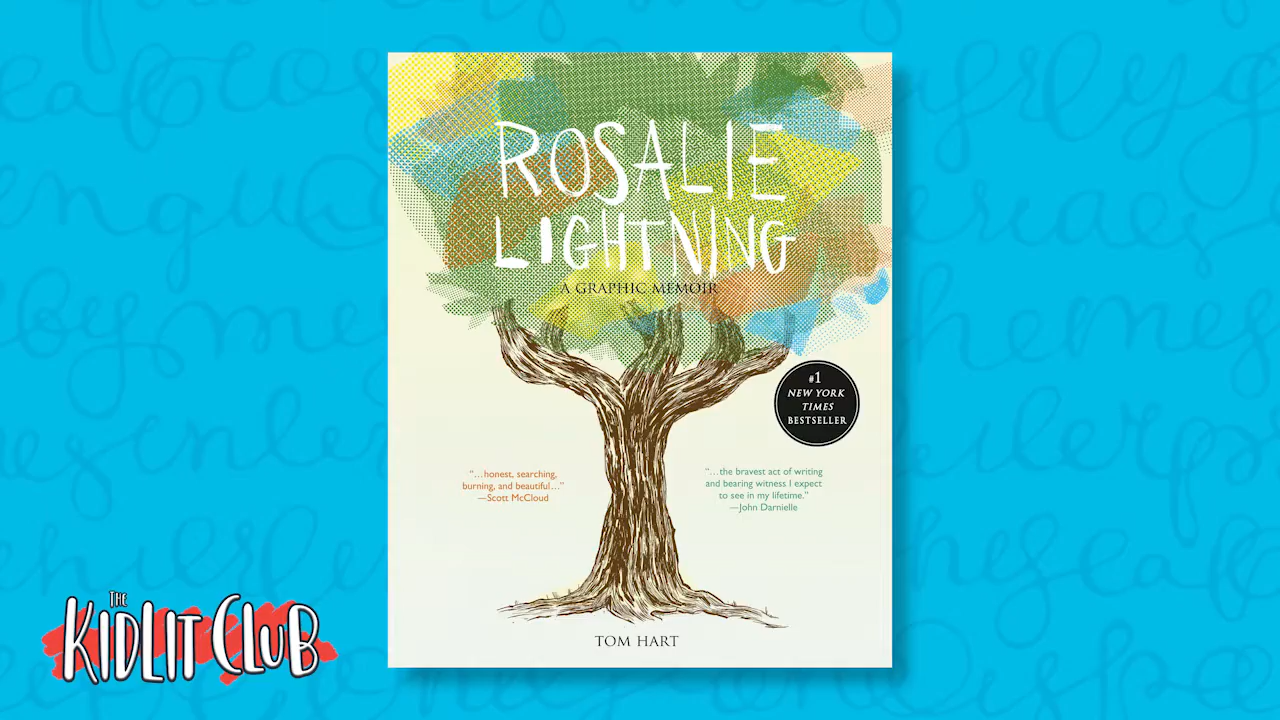 ROSALIE
LIGHTNING
A GRAPHIC MEMOIR
#1
NEW YORK
TIMES
BESTSELLER
“…honest, searching,
burning, and beautiful…”
—Scott McCloud
“…the bravest act of writing
and bearing witness I expect
to see in my lifetime.”
—John Darnielle
TOM HART
THE
KIDLIT CLUB